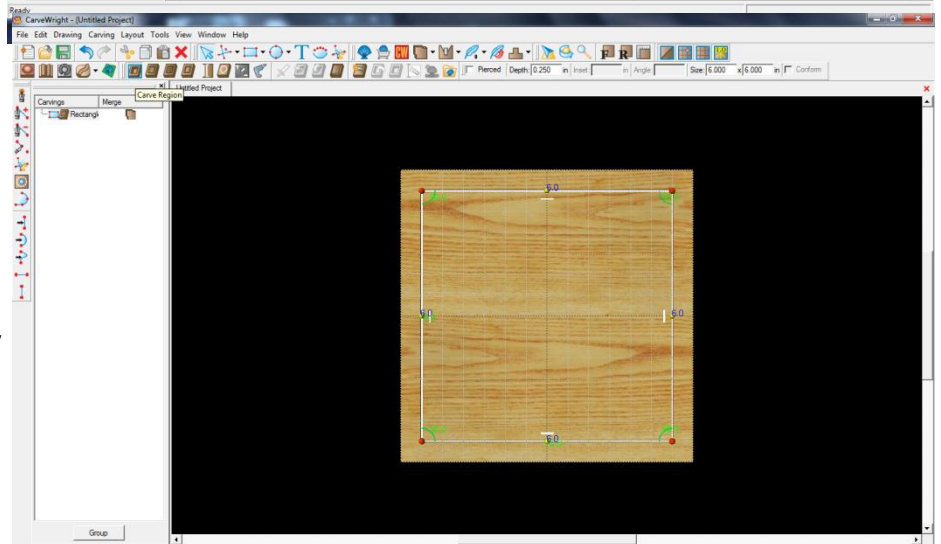 Ready
CarveWright - [Untitled Project]
File Edit Drawing Carving Layout Tools View Window Help
CW F R
Pierced Depth: 0.250 in Inset in Angle Size: 6.000 x 6.000 in Conform
Untitled Project
Carvings Merge
Carve Region
Rectangl
6.0
6.0 6.0
6.0
Group